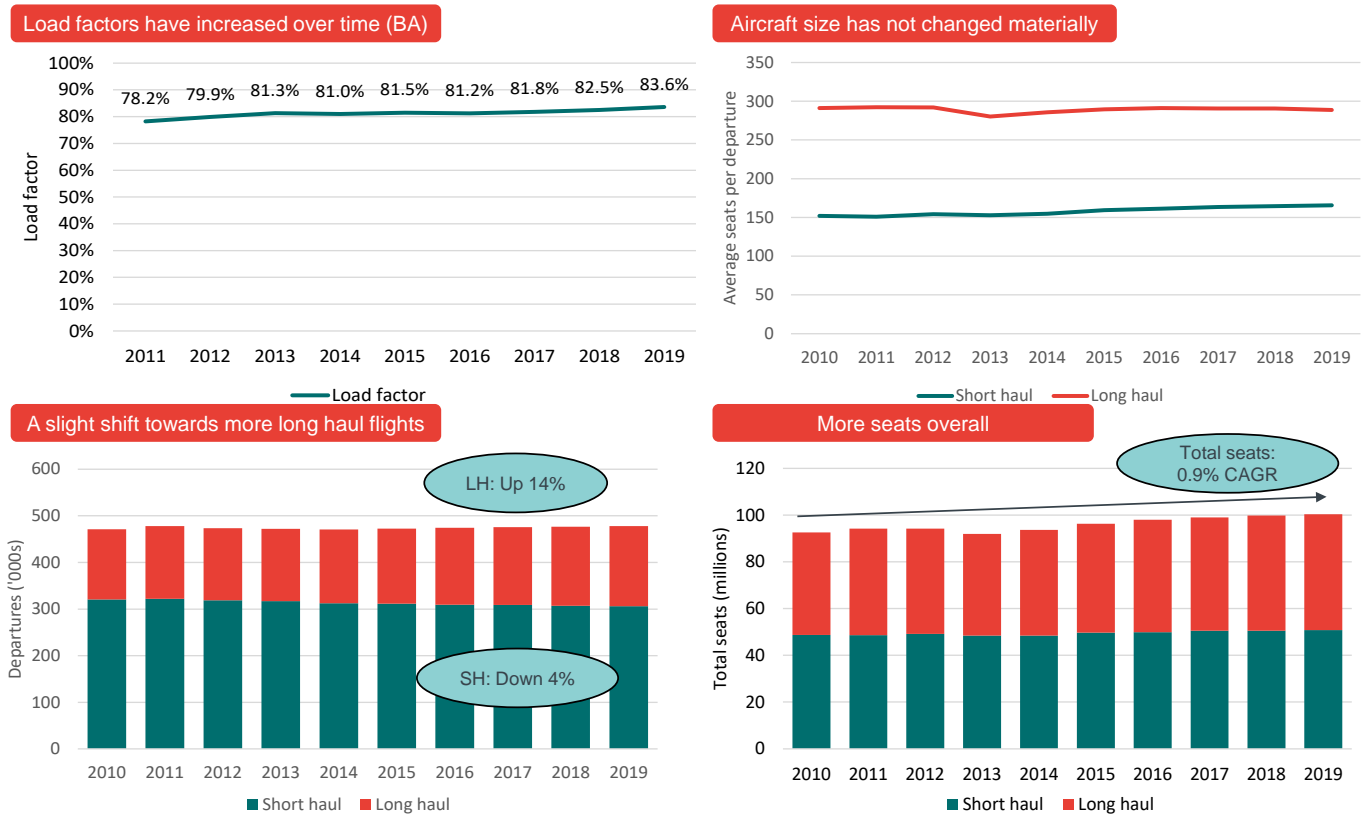 Load factors have increased over time (BA)
100%
90%
80%
70%
60%
50%
40%
30%
20%
10%
0%
Load factor
78.2% 79.9% 81.3% 81.0% 81.5% 81.2% 81.8% 82.5% 83.6%
2011 2012 2013 2014 2015 2016 2017 2018 2019
Load factor
Aircraft size has not changed materially
350
300
250
200
150
100
50
0
Average seats per departure
2010 2011 2012 2013 2014 2015 2016 2017 2018 2019
Short haul Long haul
A slight shift towards more long haul flights
600
500
400
300
200
100
0
Departures ('000s)
LH: Up 14%
SH: Down 4%
2010 2011 2012 2013 2014 2015 2016 2017 2018 2019
Short haul Long haul
More seats overall
120
100
80
60
40
20
0
Total seats (millions)
Total seats:
0.9% CAGR
2010 2011 2012 2013 2014 2015 2016 2017 2018 2019
Short haul Long haul